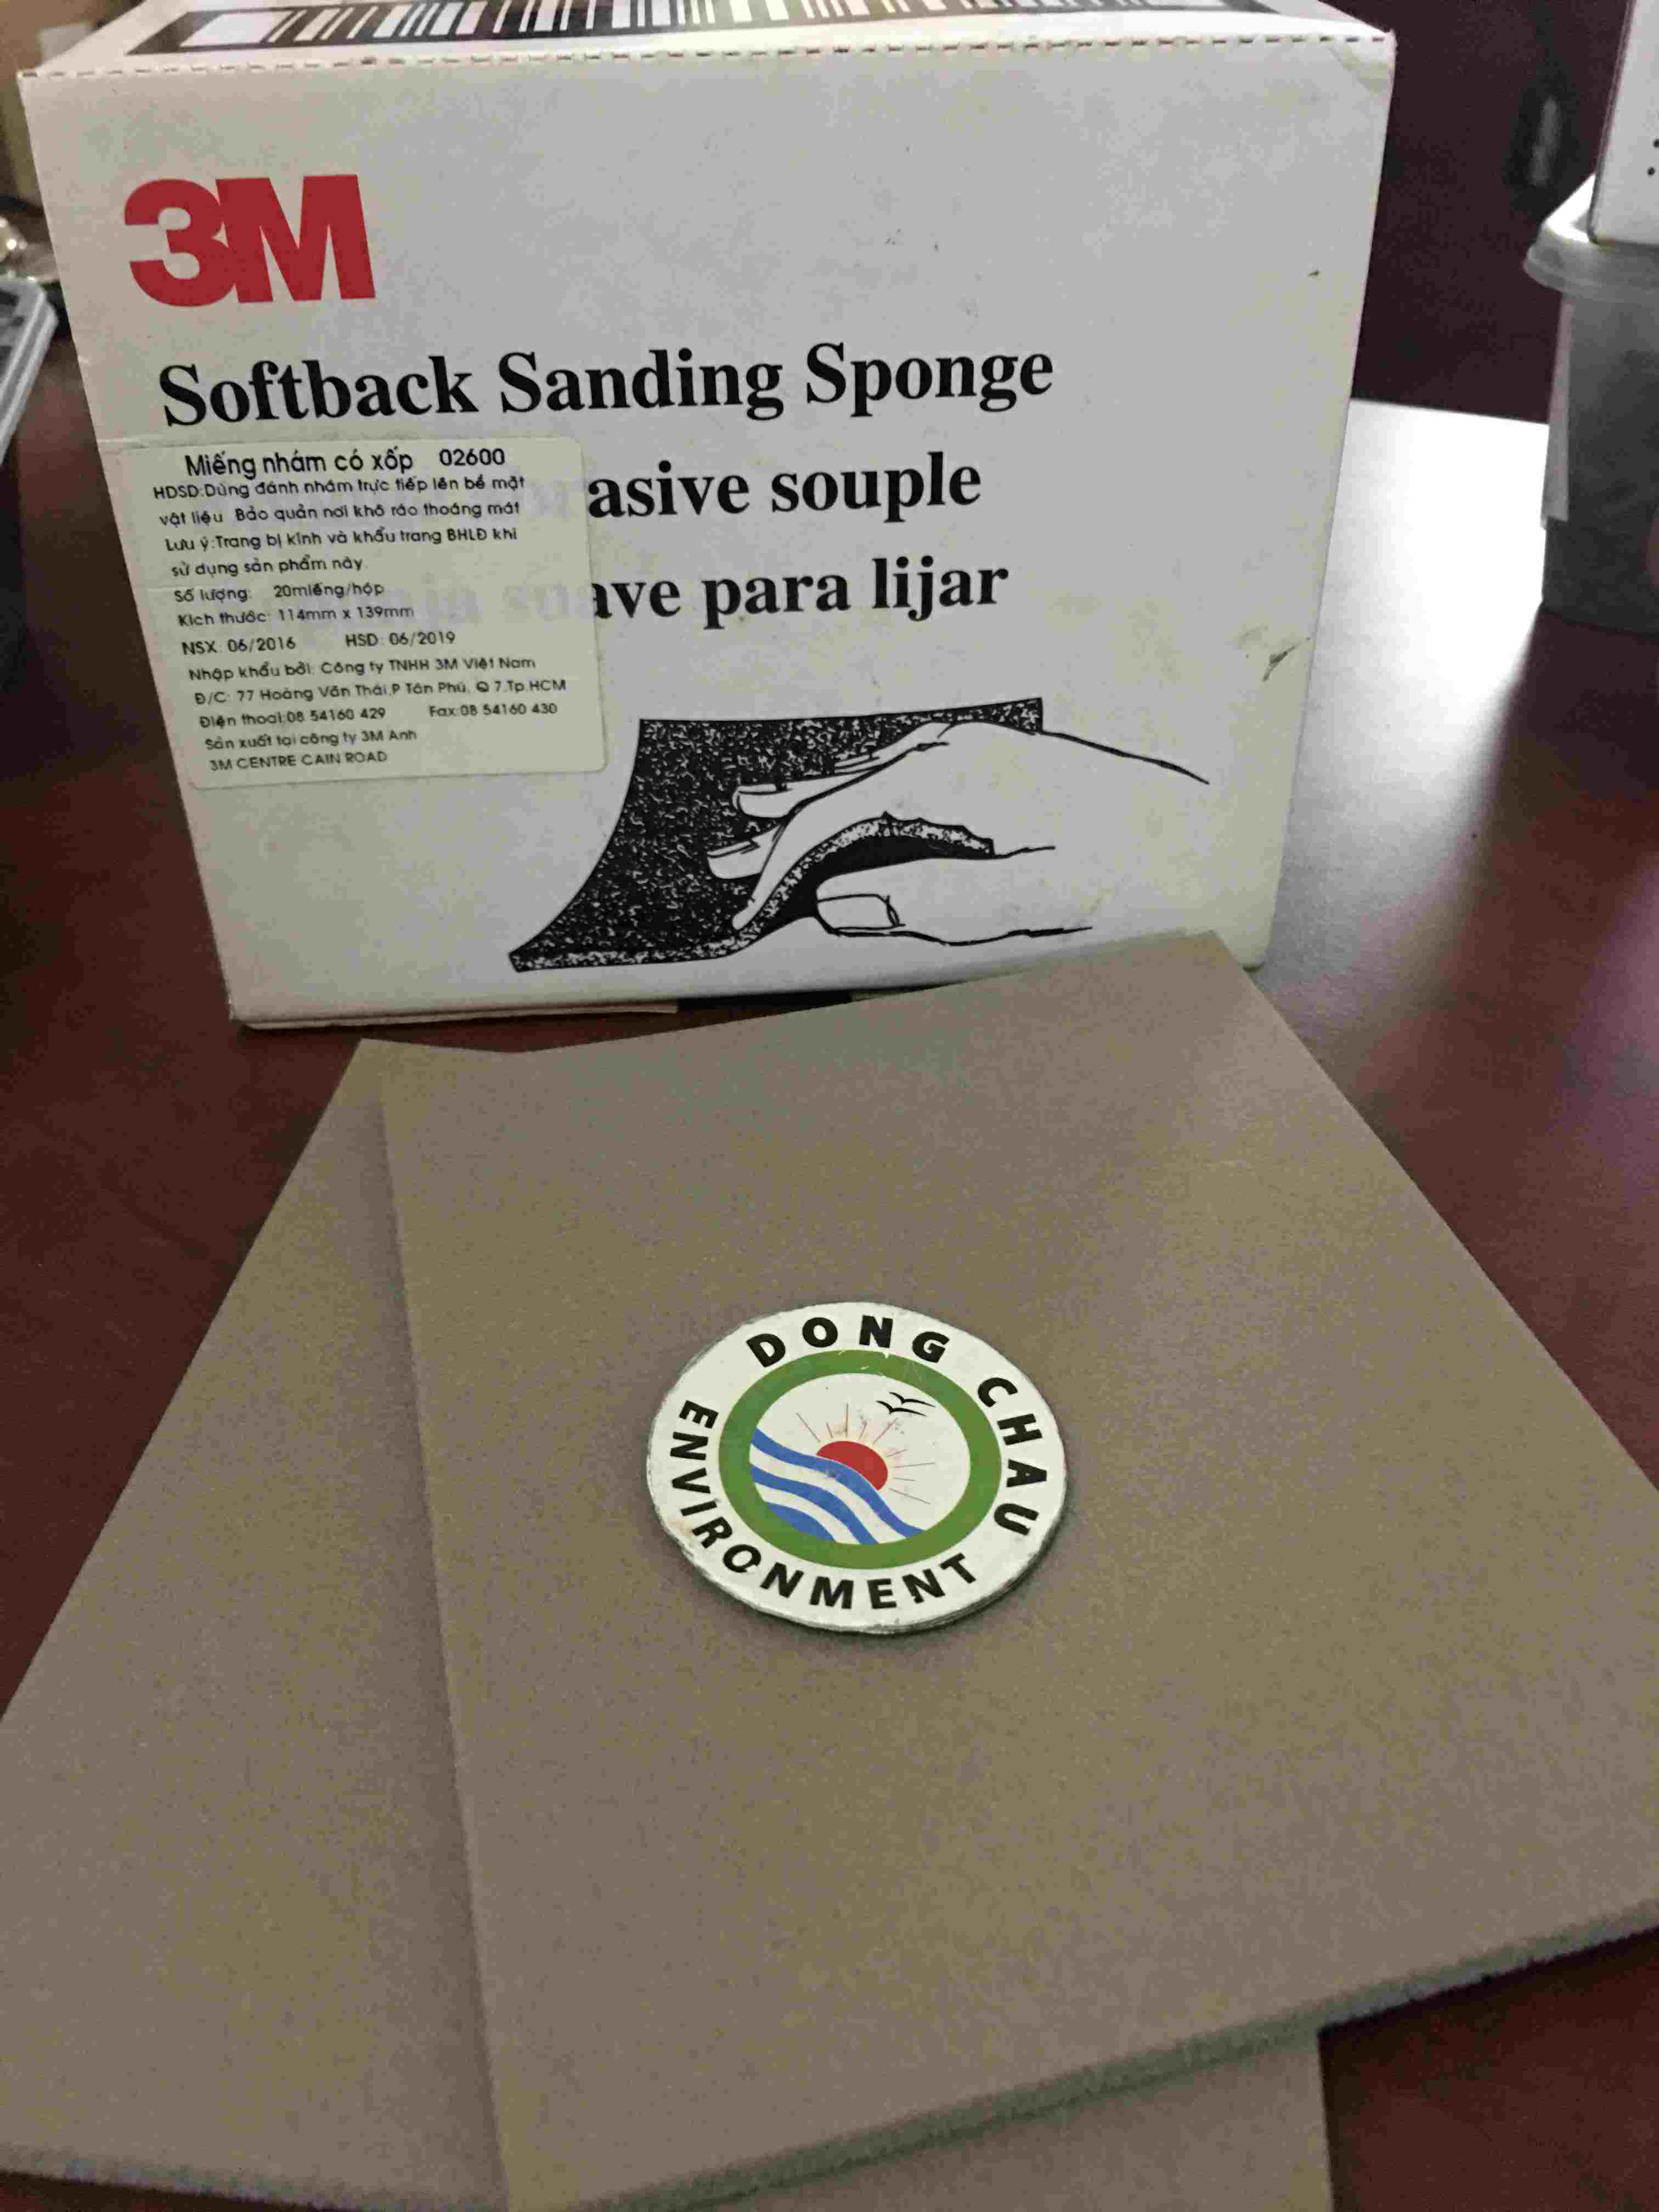 3M
Softback Sanding Sponge
asive souple
ave para lijar
Miếng nhám có xốp 02600
HDSD:Dùng đánh nhám trực tiếp lên bề mặt
vật liệu Bảo quản nơi khô ráo thoáng mát
Lưu ý:Trang bị kính và khẩu trang BHLĐ khi
sử dụng sản phẩm này
Số lượng: 20miếng/hộp
Kích thước: 114mm x 139mm
NSX: 06/2016 HSD: 06/2019
Nhập khẩu bởi: Công ty TNHH 3M Việt Nam
Đ/C: 77 Hoàng Văn Thái,P Tân Phú, Q 7,Tp.HCM
Điện thoại:08 54160 429 Fax:08 54160 430
Sản xuất tại công ty 3M Anh
3M CENTRE CAIN ROAD
DONG CHAU
ENVIRONMENT